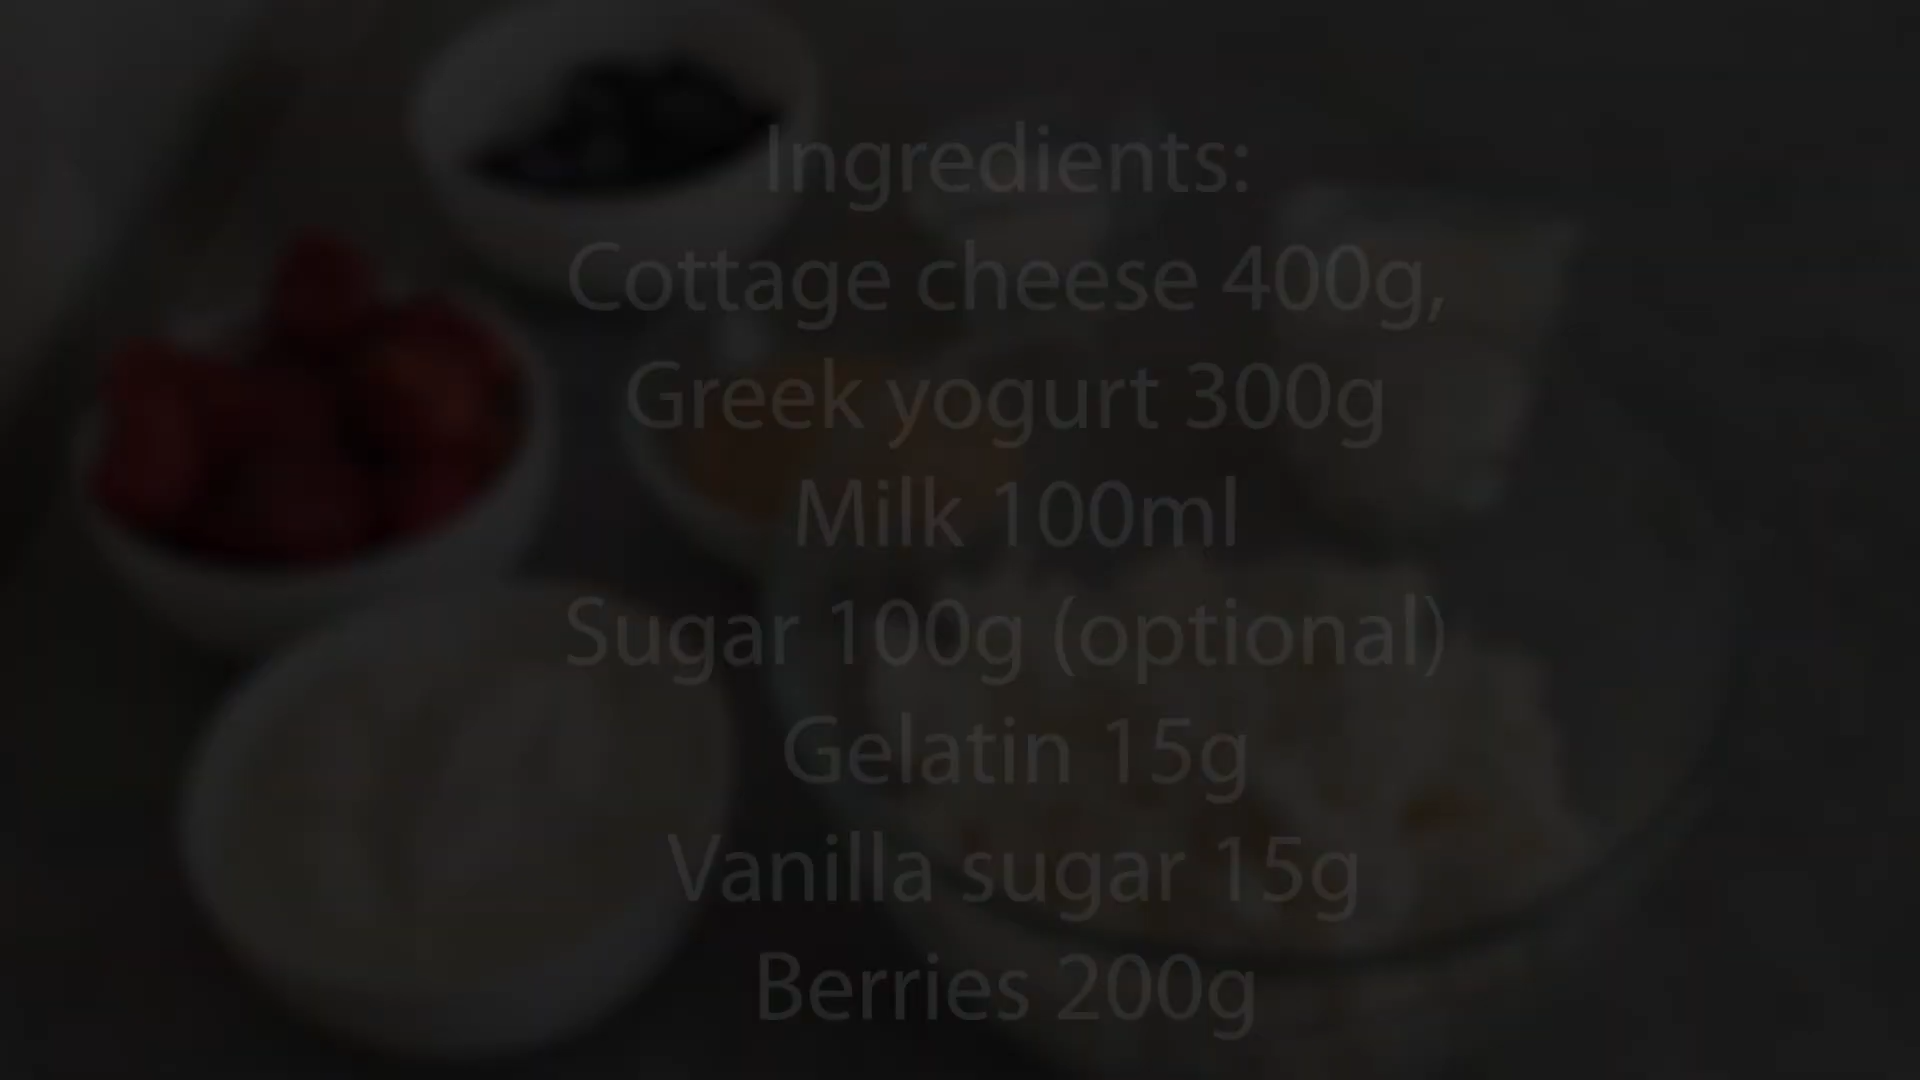 Ingredients:
Cottage cheese 400g,
Greek yogurt 300g
Milk 100ml
Sugar 100g (optional)
Gelatin 15g
Vanilla sugar 15g
Berries 200g